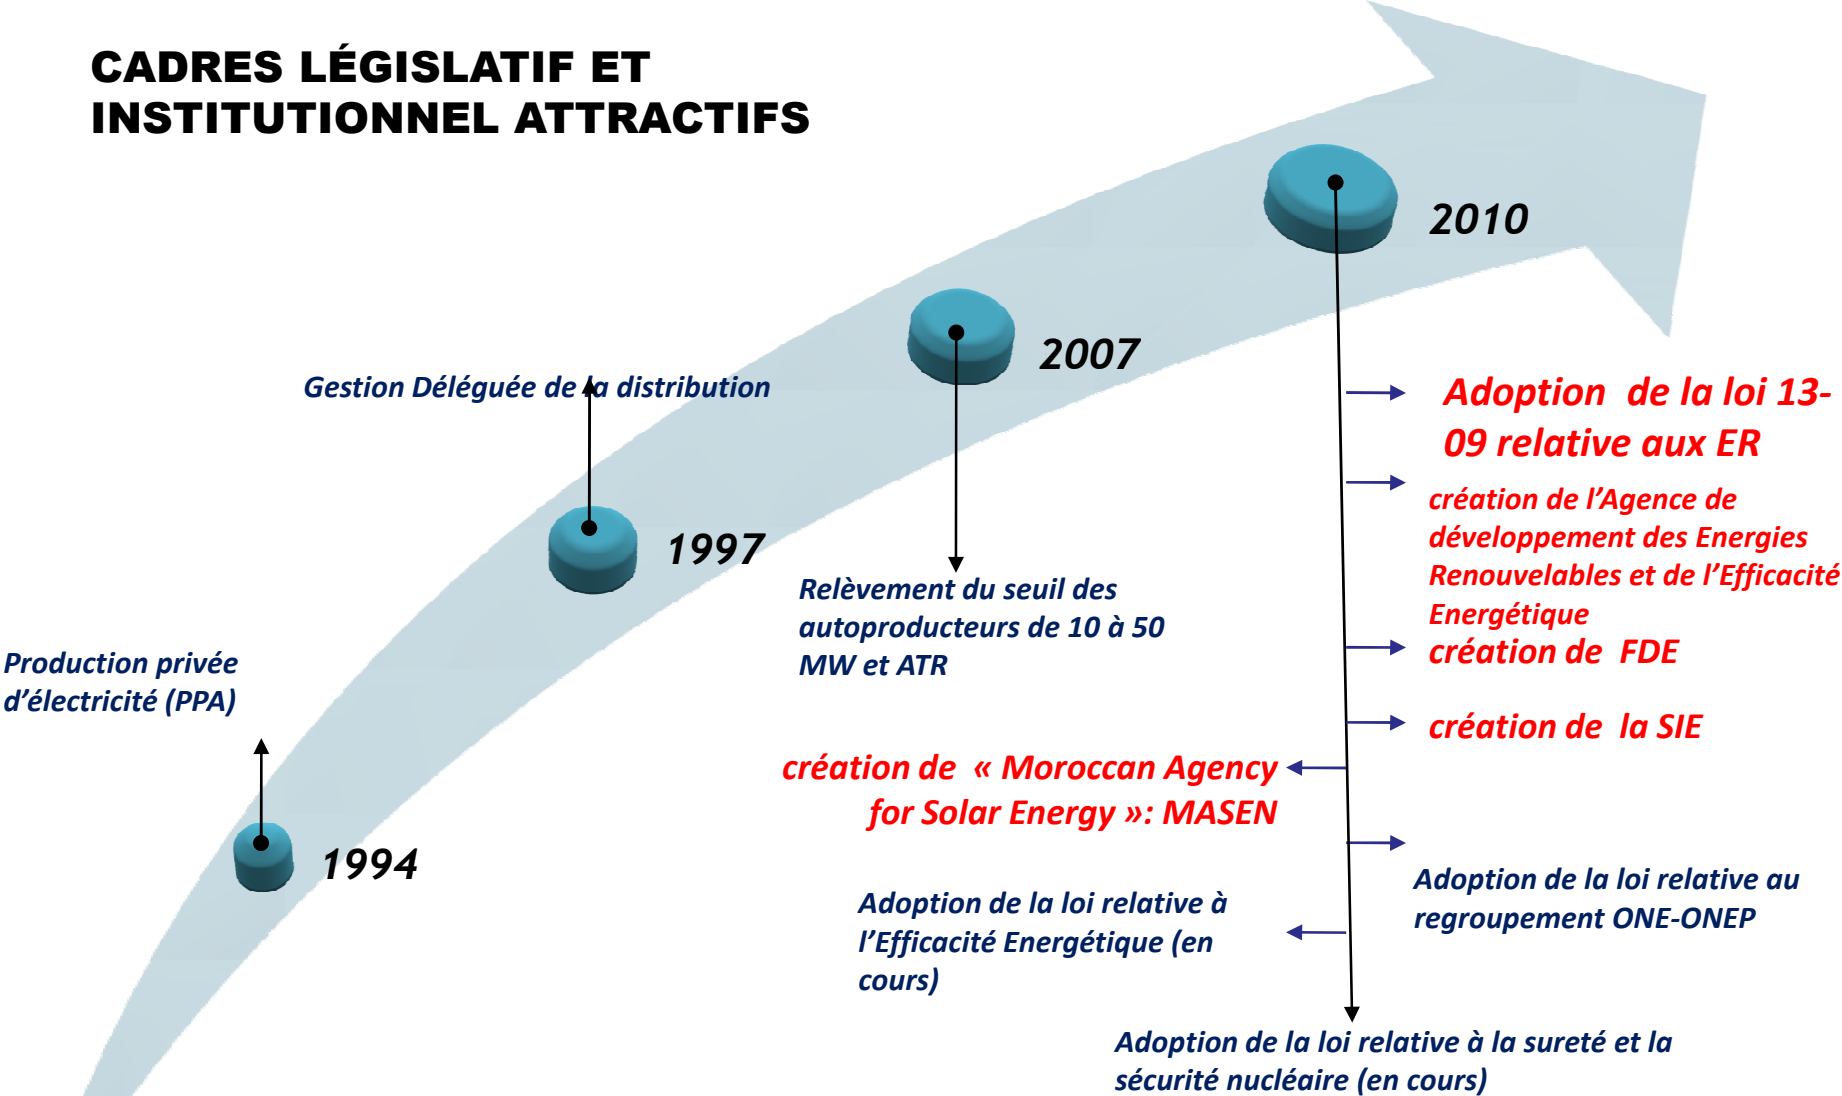 CADRES LÉGISLATIF ET
INSTITUTIONNEL ATTRACTIFS
2010
2007
Gestion Déléguée de la distribution
Adoption de la loi 13-
09 relative aux ER
création de l’Agence de
développement des Energies
Renouvelables et de l’Efficacité
Energétique
1997
Relèvement du seuil des
autoproducteurs de 10 à 50
MW et ATR
création de FDE
Production privée
d’électricité (PPA)
création de la SIE
création de « Moroccan Agency
for Solar Energy »: MASEN
1994
Adoption de la loi relative au
regroupement ONE-ONEP
Adoption de la loi relative à
l’Efficacité Energétique (en
cours)
Adoption de la loi relative à la sureté et la
sécurité nucléaire (en cours)